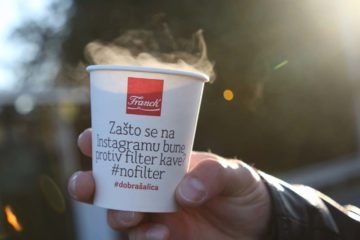 Franck
Zašto se na
Instagramu bune
protiv filter kave?
#nofilter
#dobrašalica